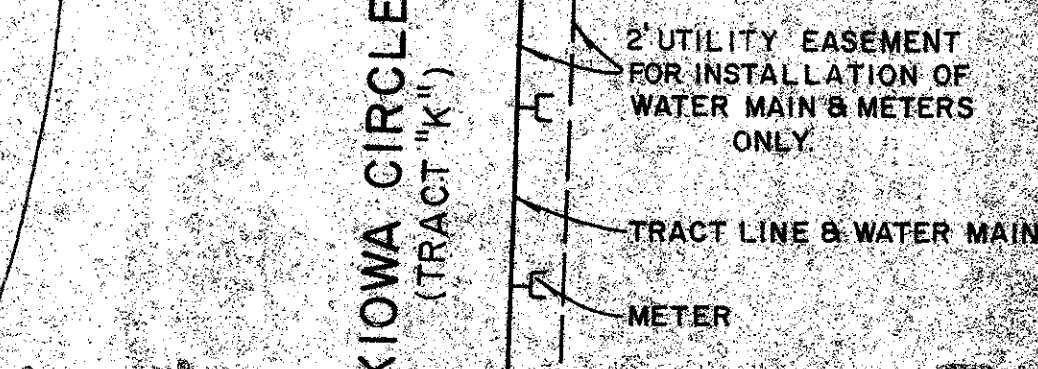 KIOWA CIRCLE
(TRACT "K")
2' UTILITY EASEMENT
FOR INSTALLATION OF
WATER MAIN & METERS
ONLY.
TRACT LINE & WATER MAIN
METER